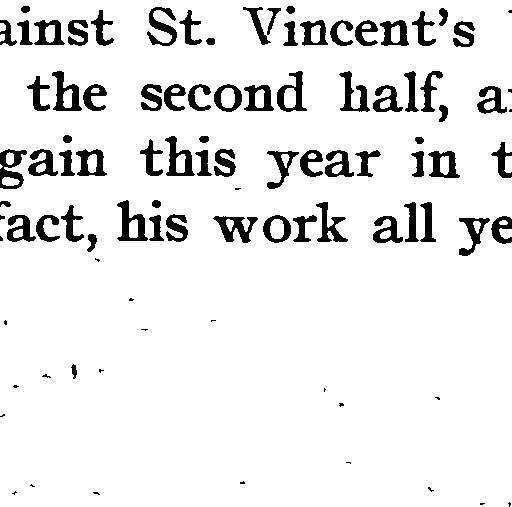 ainst St. Vincent's
the second half, a
gain this year in t
fact, his work all ye